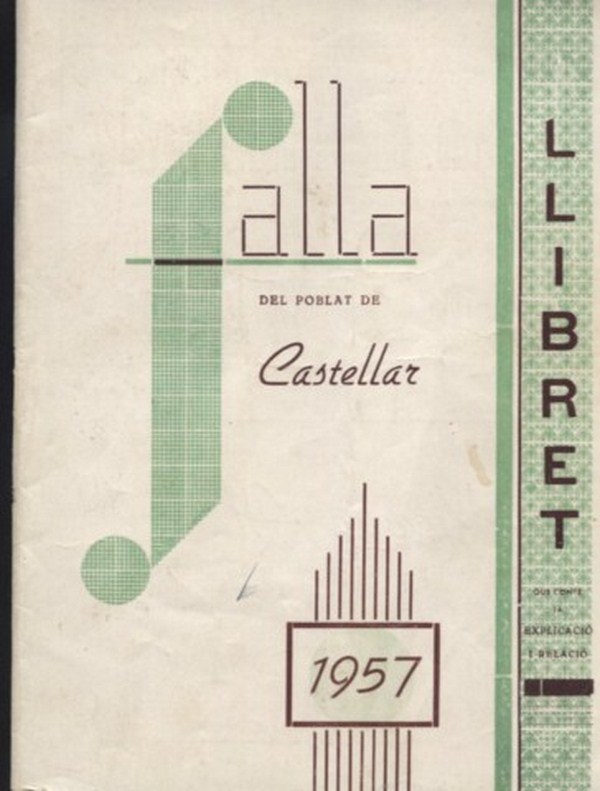 falla
DEL POBLAT DE
Castellar
1957
LLIBRET
QUE CONTE
LA
EXPLICACIÓ
I RELACIÓ